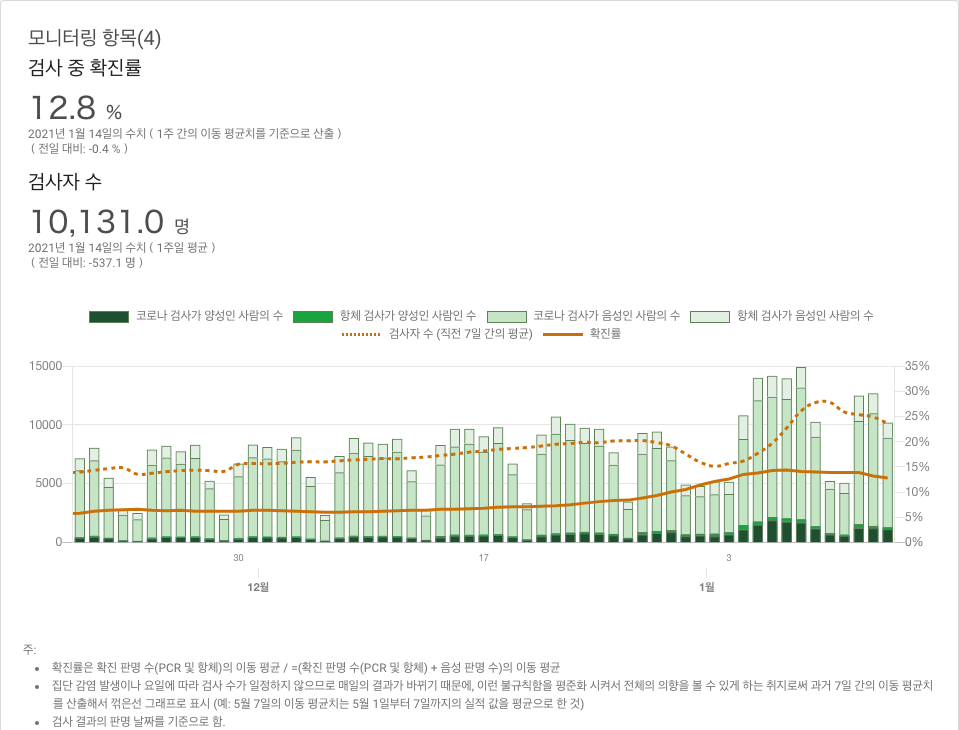 모니터링 항목(4)
검사 중 확진률
12.8 %
2021년 1월 14일의 수치 ( 1주 간의 이동 평균치를 기준으로 산출 )
( 전일 대비: -0.4 % )
검사자 수
10,131.0 명
2021년 1월 14일의 수치 ( 1주일 평균 )
( 전일 대비: -537.1 명 )
코로나 검사가 양성인 사람의 수 항체 검사가 양성인 사람인 수 코로나 검사가 음성인 사람의 수 항체 검사가 음성인 사람의 수
검사자 수 (직전 7일 간의 평균) 확진률
15000 35%
30%
10000 25%
20%
5000 15%
10%
5%
0 0%
30 17 3
12월 1월
주:
• 확진률은 확진 판명 수(PCR 및 항체)의 이동 평균 / =(확진 판명 수(PCR 및 항체) + 음성 판명 수)의 이동 평균
• 집단 감염 발생이나 요일에 따라 검사 수가 일정하지 않으므로 매일의 결과가 바뀌기 때문에, 이런 불규칙함을 평준화 시켜서 전체의 의향을 볼 수 있게 하는 취지로써 과거 7일 간의 이동 평균치
를 산출해서 꺾은선 그래프로 표시 (예: 5월 7일의 이동 평균치는 5월 1일부터 7일까지의 실적 값을 평균으로 한 것)
• 검사 결과의 판명 날짜를 기준으로 함.